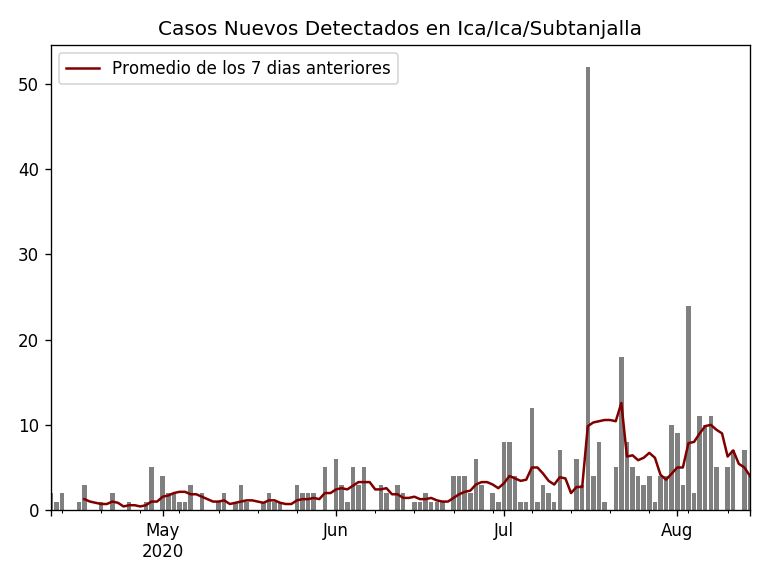 Casos Nuevos Detectados en Ica/Ica/Subtanjalla
Promedio de los 7 dias anteriores
50
40
30
20
10
0
May Jun Jul Aug
2020